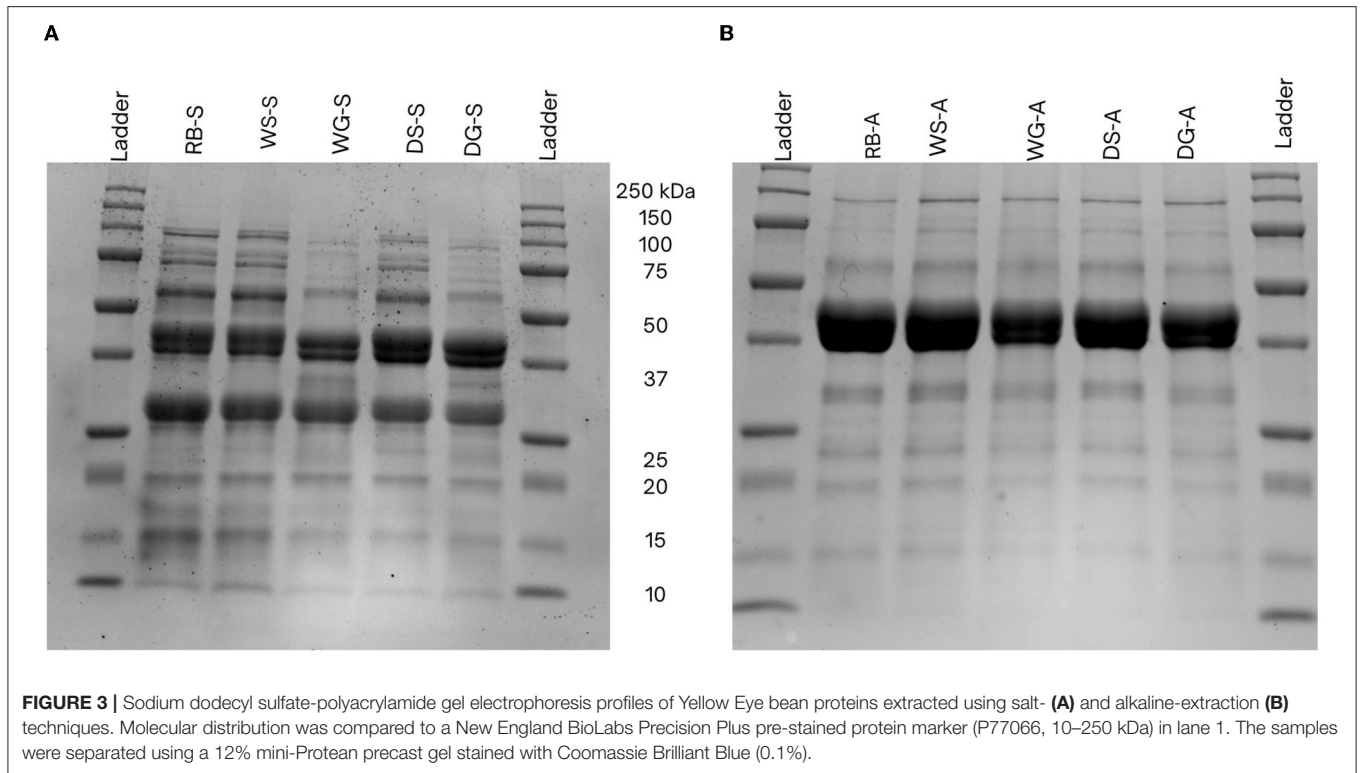 A
B
Ladder
RB-S
WS-S
WG-S
DS-S
DG-S
Ladder
Ladder
RB-A
WS-A
WG-A
DS-A
DG-A
Ladder
250 kDa
150
100
75
50
37
25
20
15
10
FIGURE 3 | Sodium dodecyl sulfate-polyacrylamide gel electrophoresis profiles of Yellow Eye bean proteins extracted using salt- (A) and alkaline-extraction (B)
techniques. Molecular distribution was compared to a New England BioLabs Precision Plus pre-stained protein marker (P77066, 10–250 kDa) in lane 1. The samples
were separated using a 12% mini-Protean precast gel stained with Coomassie Brilliant Blue (0.1%).